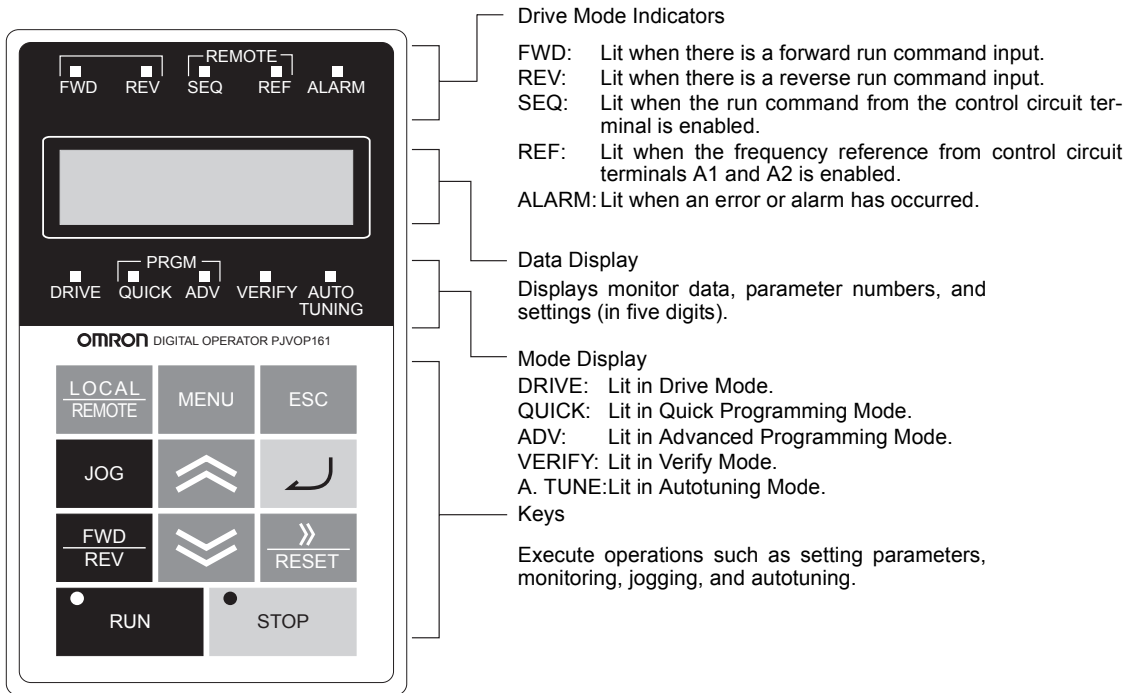 REMOTE
FWD REV SEQ REF ALARM
PRGM
DRIVE QUICK ADV VERIFY AUTO
TUNING
OMRON DIGITAL OPERATOR PJVOP161
LOCAL
REMOTE
MENU
ESC
JOG
FWD
REV
RESET
RUN
STOP
Drive Mode Indicators
FWD: Lit when there is a forward run command input.
REV: Lit when there is a reverse run command input.
SEQ: Lit when the run command from the control circuit ter-
minal is enabled.
REF: Lit when the frequency reference from control circuit
terminals A1 and A2 is enabled.
ALARM: Lit when an error or alarm has occurred.
Data Display
Displays monitor data, parameter numbers, and
settings (in five digits).
Mode Display
DRIVE: Lit in Drive Mode.
QUICK: Lit in Quick Programming Mode.
ADV: Lit in Advanced Programming Mode.
VERIFY: Lit in Verify Mode.
A. TUNE:Lit in Autotuning Mode.
Keys
Execute operations such as setting parameters,
monitoring, jogging, and autotuning.